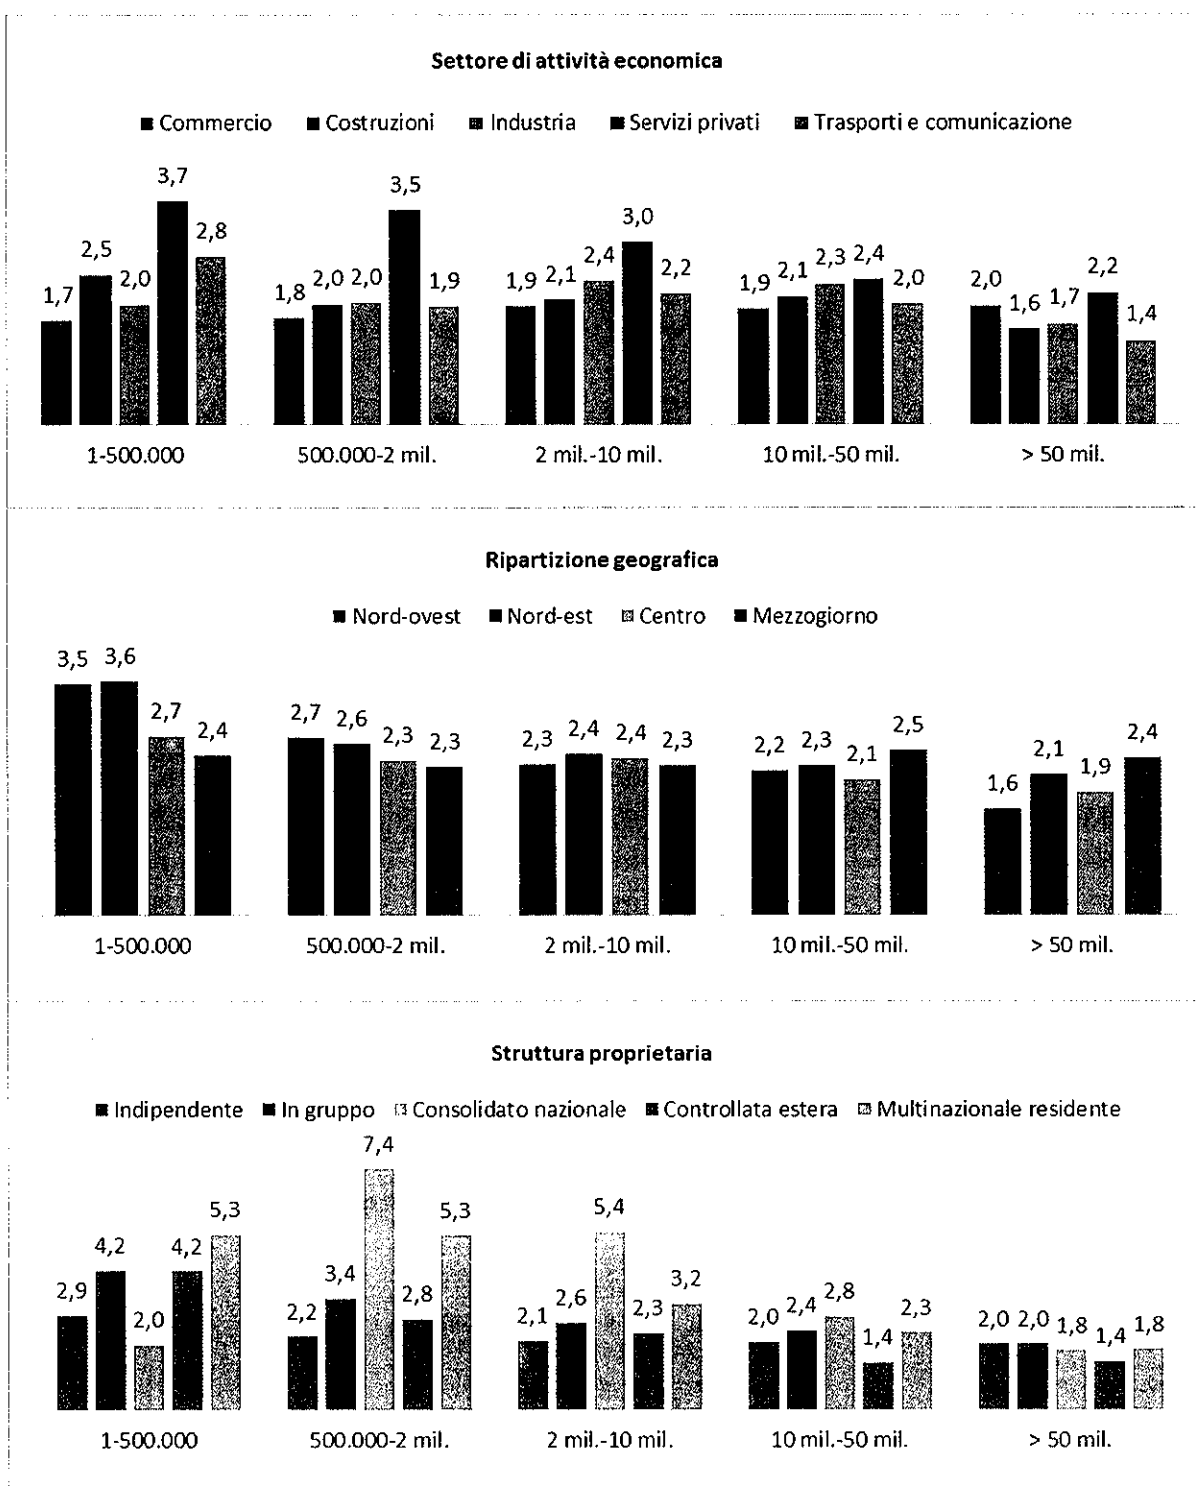 Settore di attività economica
■ Commercio ■ Costruzioni ■ Industria ■ Servizi privati ■ Trasporti e comunicazione
1,7 2,5 2,0 3,7 2,8
1,8 2,0 2,0 3,5 1,9
1,9 2,1 2,4 3,0 2,2
1,9 2,1 2,3 2,4 2,0
2,0 1,6 1,7 2,2 1,4
1-500.000 500.000-2 mil. 2 mil.-10 mil. 10 mil.-50 mil. > 50 mil.
Ripartizione geografica
■ Nord-ovest ■ Nord-est ■ Centro ■ Mezzogiorno
3,5 3,6 2,7 2,4
2,7 2,6 2,3 2,3
2,3 2,4 2,4 2,3
2,2 2,3 2,1 2,5
1,6 2,1 1,9 2,4
1-500.000 500.000-2 mil. 2 mil.-10 mil. 10 mil.-50 mil. > 50 mil.
Struttura proprietaria
■ Indipendente ■ In gruppo ■ Consolidato nazionale ■ Controllata estera ■ Multinazionale residente
2,9 4,2 2,0 4,2 5,3
2,2 3,4 7,4 2,8 5,3
2,1 2,6 5,4 2,3 3,2
2,0 2,4 2,8 1,4 2,3
2,0 2,0 1,8 1,4 1,8
1-500.000 500.000-2 mil. 2 mil.-10 mil. 10 mil.-50 mil. > 50 mil.